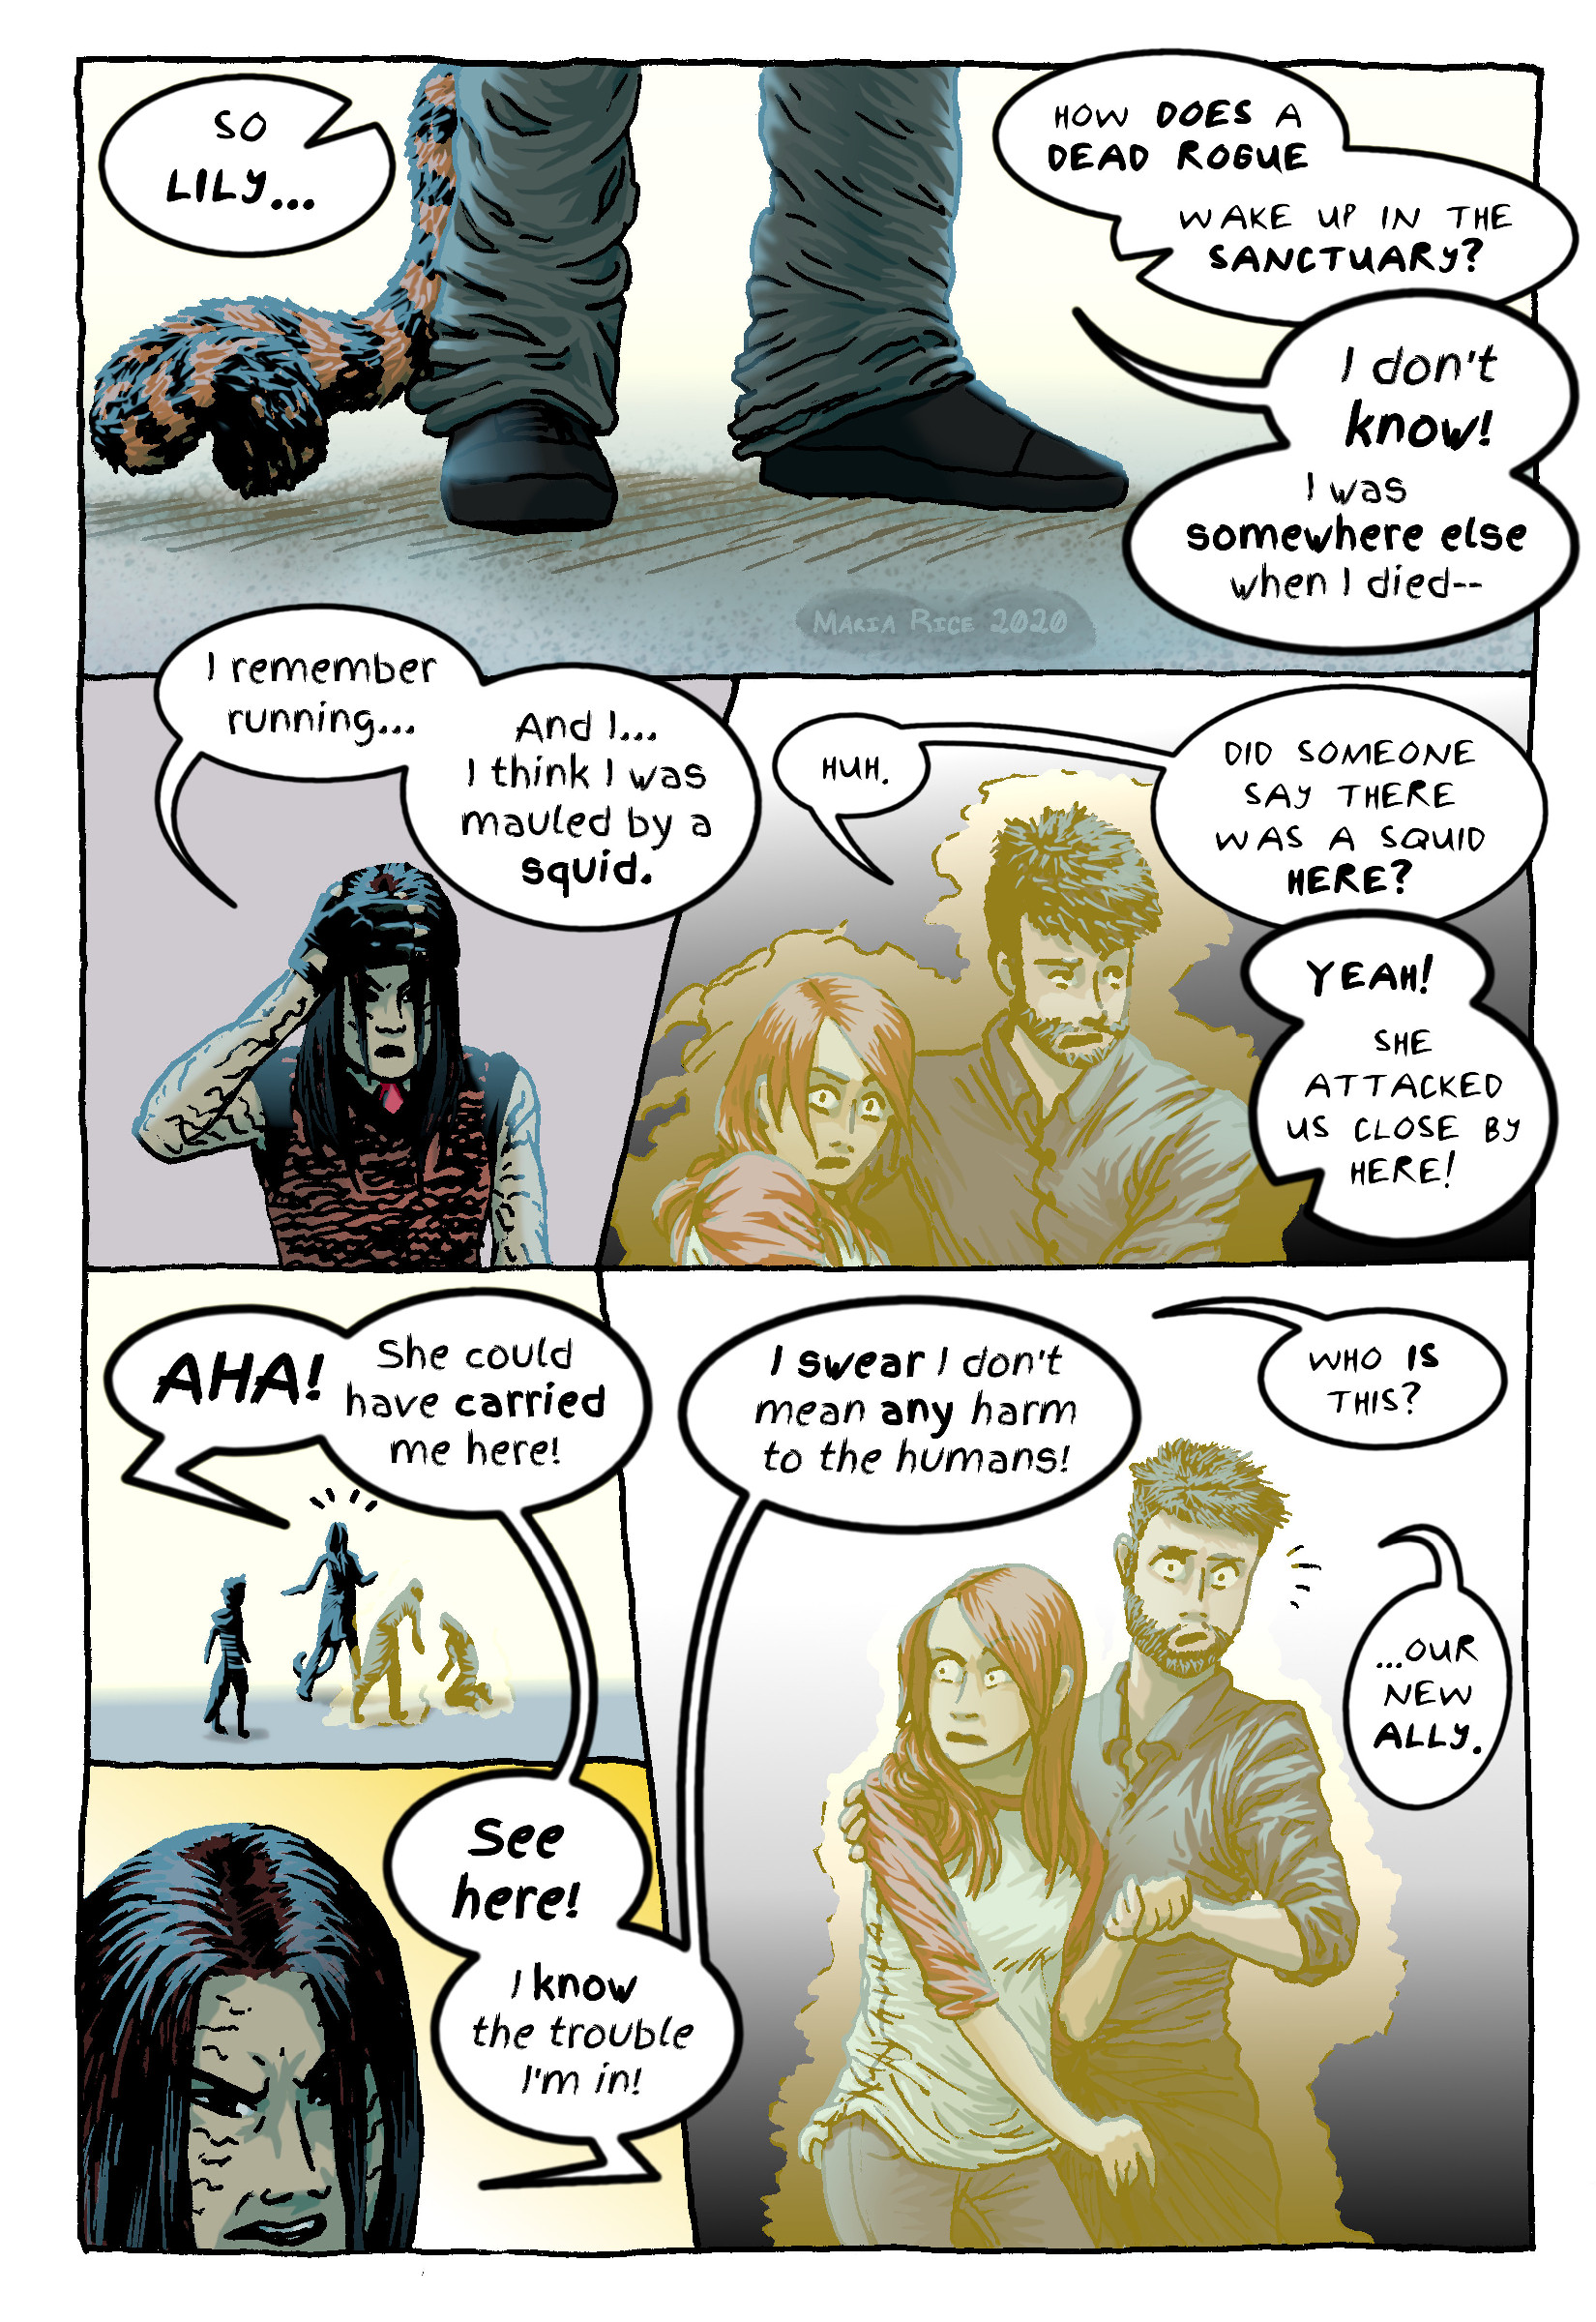 SO
LILY...
HOW DOES A
DEAD ROGUE
WAKE UP IN THE
SANCTUARY?
I don't
know!
I was
somewhere else
when I died--
MARIA RICE 2020
I remember
running...
And I...
I think I was
mauled by a
squid.
HUH.
DID SOMEONE
SAY THERE
WAS A SQUID
HERE?
YEAH!
SHE
ATTACKED
US CLOSE BY
HERE!
AHA!
She could
have carried
me here!
See
here!
I know
the trouble
I'm in!
I swear I don't
mean any harm
to the humans!
WHO IS
THIS?
...OUR
NEW
ALLY.